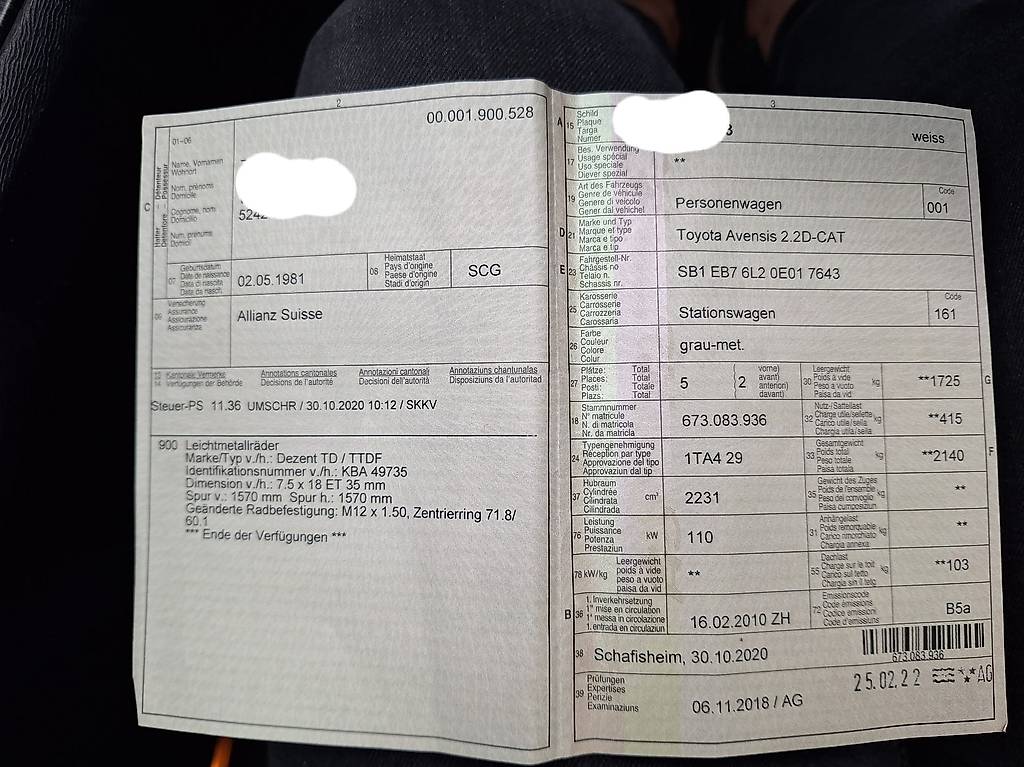 2
00.001.900.528
01-06
Name, Vornamen
Wohnort
Nom, prénoms
Domicile
Cognome, nomi
Domicilio
Num, prenums
Domicil
C
Halter – Détenteur
Detentore – Possessur
5242
07
Geburtsdatum
Date de naissance
Data di nascita
Data da nasch.
02.05.1981
08
Heimatstaat
Pays d'origine
Paese d'origine
Stadi d'origin
SCG
09
Versicherung
Assurance
Assicurazione
Assicuranza
Allianz Suisse
13 Kantonale Vermerke
14 Verfügungen der Behörde
Annotations cantonales
Decisions de l'autorité
Annotazioni cantonali
Decisioni dell'autorità
Annotaziuns chantunalas
Disposiziuns da l'autoritad
Steuer-PS 11.36 UMSCHR / 30.10.2020 10:12 / SKKV
900 Leichtmetallräder
Marke/Typ v./h.: Dezent TD / TTDF
Identifikationsnummer v./h.: KBA 49735
Dimension v./h.: 7.5 x 18 ET 35 mm
Spur v.: 1570 mm Spur h.: 1570 mm
Geänderte Radbefestigung: M12 x 1.50, Zentrierring 71.8/
60.1
*** Ende der Verfügungen ***
3
A 15
Schild
Plaque
Targa
Numer
3
weiss
17
Bes. Verwendung
Usage spécial
Uso speciale
Diever spezial
**
19
Art des Fahrzeugs
Genre de véhicule
Genere di veicolo
Gener dal vehichel
Personenwagen
Code
001
D 21
Marke und Typ
Marque et type
Marca e tipo
Marca e tip
Toyota Avensis 2.2D-CAT
E 23
Fahrgestell-Nr.
Châssis no
Telaio n.
Schassis nr.
SB1 EB7 6L2 0E01 7643
25
Karosserie
Carrosserie
Carrozzeria
Carossaria
Stationswagen
Code
161
26
Farbe
Couleur
Colore
Colur
grau-met.
27
Plätze: Total
Places: Total
Posti: Totale
Plazs: Total
5
(2
vorne)
avant)
anteriori)
davant)
30
Leergewicht
Poids à vide
Peso a vuoto
Paisa da vid
kg
**1725
G
18
Stammnummer
N° matricule
N. di matricola
Nr. da matricla
673.083.936
32
Nutz-/Sattellast
Charge utile/sellette
Carico utile/sella
Chargia utila/sella
kg
**415
24
Typengenehmigung
Réception par type
Approvazione del tipo
Approvaziun dal tip
1TA4 29
33
Gesamtgewicht
Poids total
Peso totale
Paisa totala
kg
**2140
F
37
Hubraum
Cylindrée
Cilindrata
Cilindrada
cm³
2231
35
Gewicht des Zuges
Poids de l'ensemble
Peso del convoglio
Paisa cumposiziun
kg
**
76
Leistung
Puissance
Potenza
Prestaziun
kW
110
31
Anhängelast
Poids remorquable
Carico rimorchiato
Chargia annexa
kg
**
78 kW/kg
Leergewicht
poids à vide
peso a vuoto
paisa da vid
**
55
Dachlast
Charge sur le toit
Carico sul tetto
Chargia sin il tetg
kg
**103
B 36
1. Inverkehrsetzung
1re mise en circulation
1a messa in circolazione
1. entrada en circulaziun
16.02.2010 ZH
72
Emissionscode
Code émissions
Codice emissioni
Code d'emissiuns
B5a
38
Schafisheim, 30.10.2020
673.083.936
39
Prüfungen
Expertises
Perizie
Examinaziuns
06.11.2018 / AG
25.02.22 AG